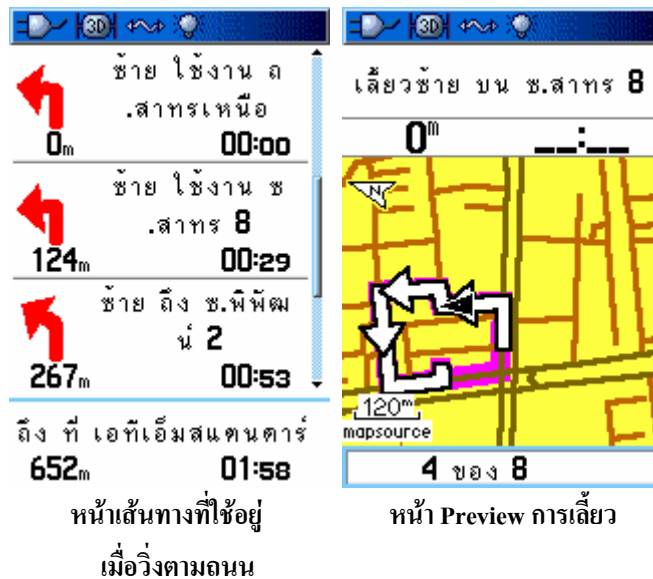 3D
ซ้าย ใช้งาน ถ
.สาทรเหนือ
0m 00:00
ซ้าย ใช้งาน ซ
.สาทร 8
124m 00:29
ซ้าย ถึง ซ.พิพัฒ
น์ 2
267m 00:53
ถึง ที่ เอทีเอ็มสแตนดาร์
652m 01:58
หน้าเส้นทางที่ใช้อยู่
เมื่อวิ่งตามถนน
3D
เลี้ยวซ้าย บน ซ.สาทร 8
0m __:__
N
120m
mapsource
4 ของ 8
หน้า Preview การเลี้ยว